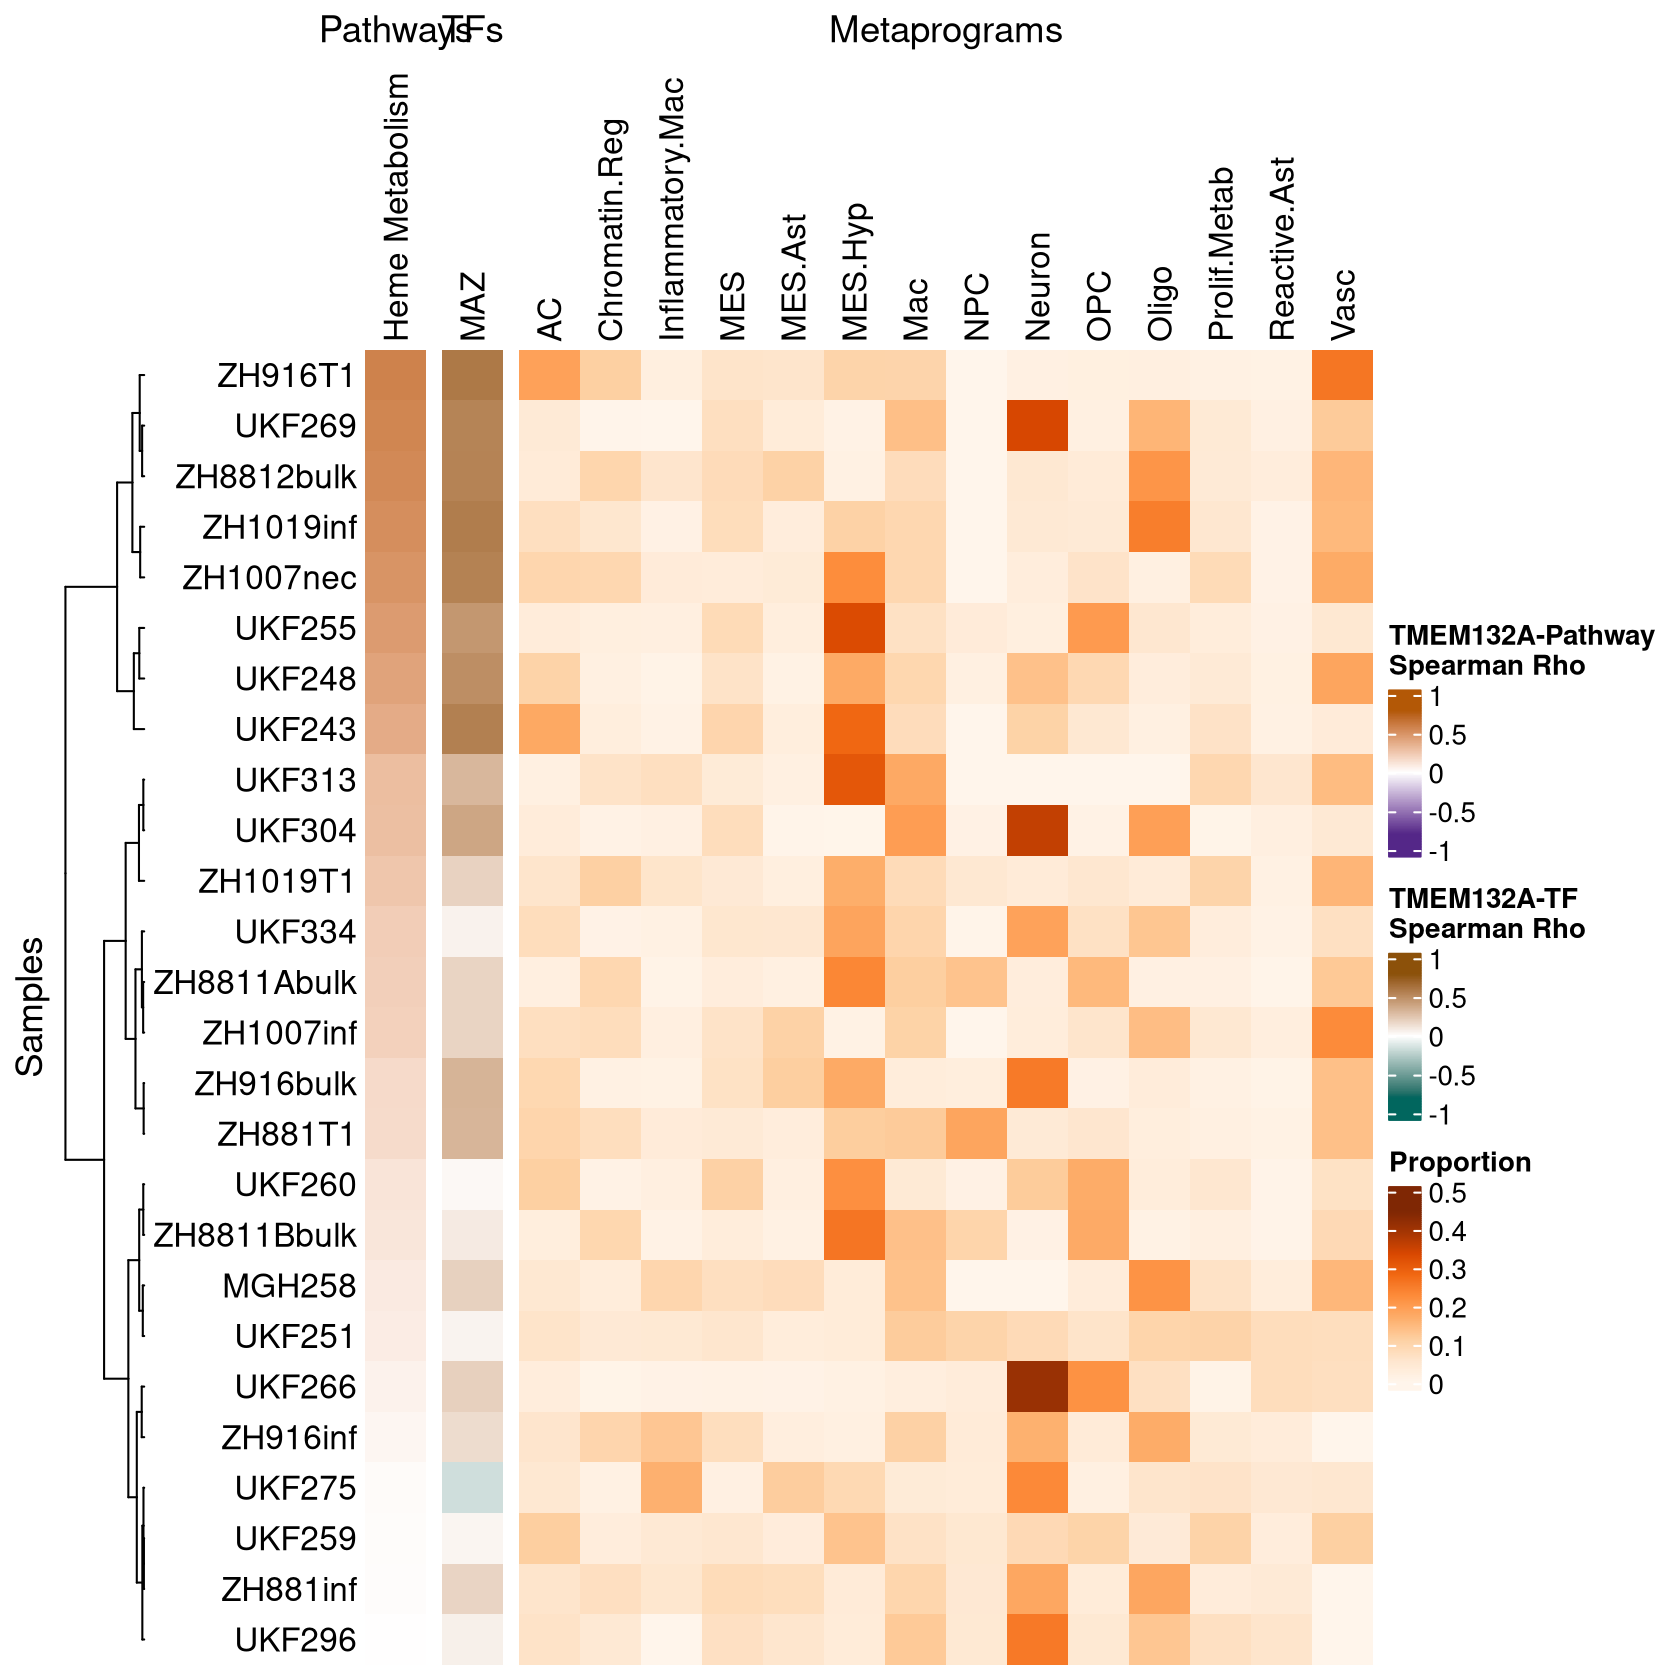 Pathways TFs Metaprograms
Heme Metabolism
MAZ
AC
Chromatin.Reg
Inflammatory.Mac
MES
MES.Ast
MES.Hyp
Mac
NPC
Neuron
OPC
Oligo
Prolif.Metab
Reactive.Ast
Vasc
Samples
ZH916T1
UKF269
ZH8812bulk
ZH1019inf
ZH1007nec
UKF255
UKF248
UKF243
UKF313
UKF304
ZH1019T1
UKF334
ZH8811Abulk
ZH1007inf
ZH916bulk
ZH881T1
UKF260
ZH8811Bbulk
MGH258
UKF251
UKF266
ZH916inf
UKF275
UKF259
ZH881inf
UKF296
TMEM132A-Pathway
Spearman Rho
1
0.5
0
-0.5
-1
TMEM132A-TF
Spearman Rho
1
0.5
0
-0.5
-1
Proportion
0.5
0.4
0.3
0.2
0.1
0